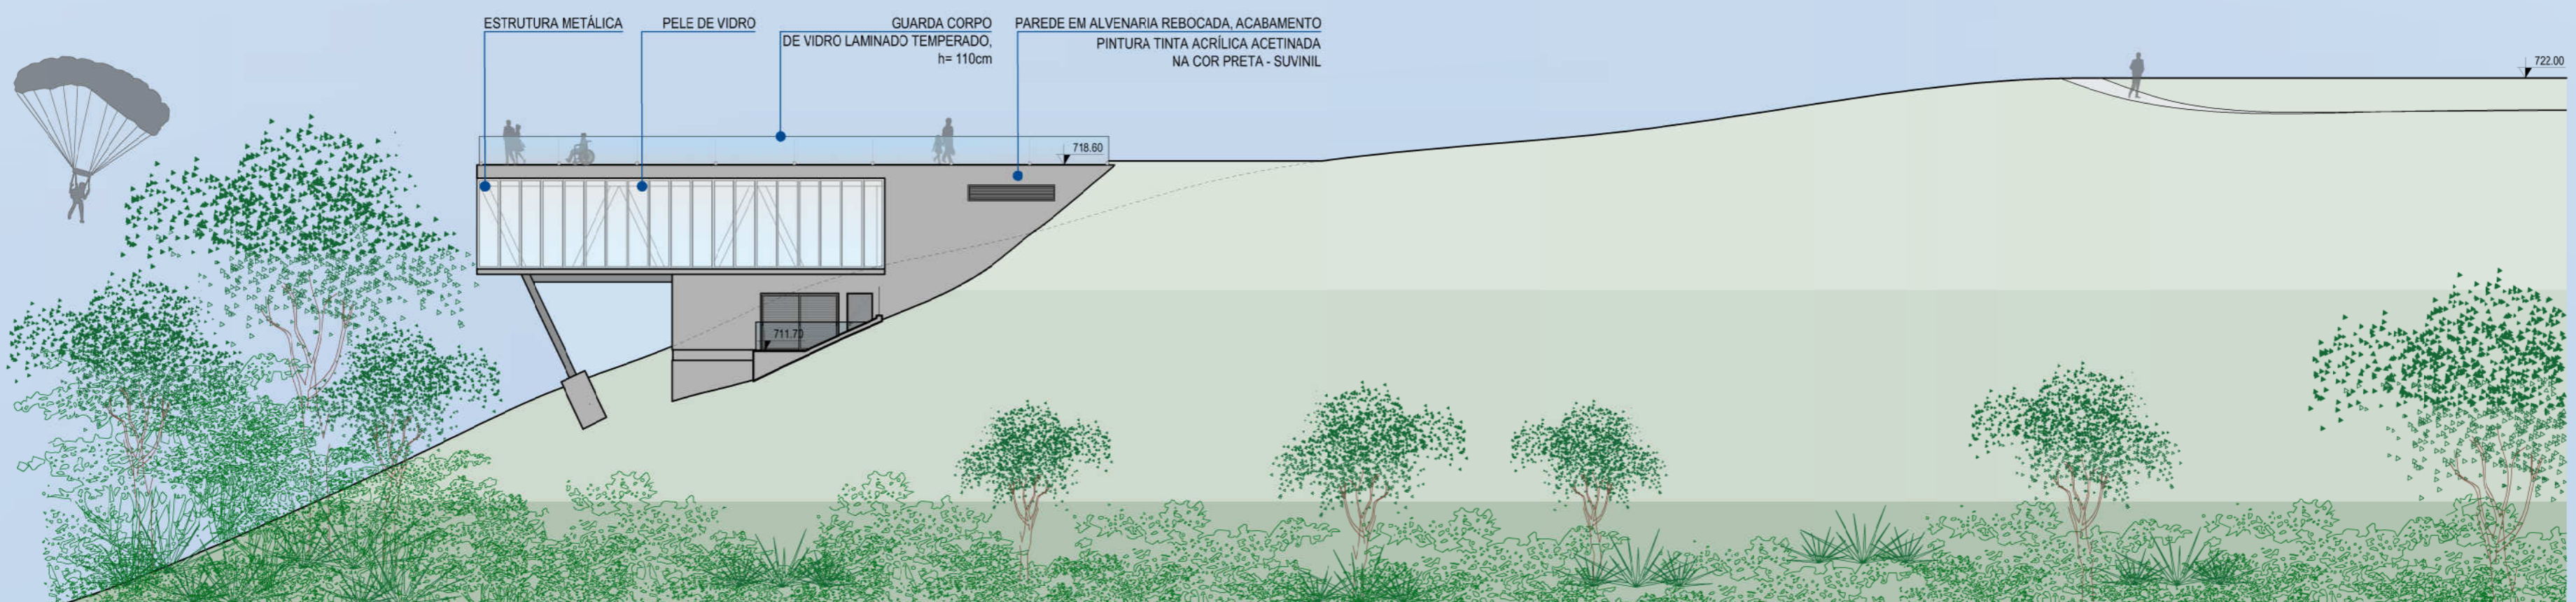 ESTRUTURA METÁLICA
PELE DE VIDRO
GUARDA CORPO
DE VIDRO LAMINADO TEMPERADO,
h= 110cm
PAREDE EM ALVENARIA REBOCADA, ACABAMENTO
PINTURA TINTA ACRÍLICA ACETINADA
NA COR PRETA - SUVINIL
722.00
718.60
711.70